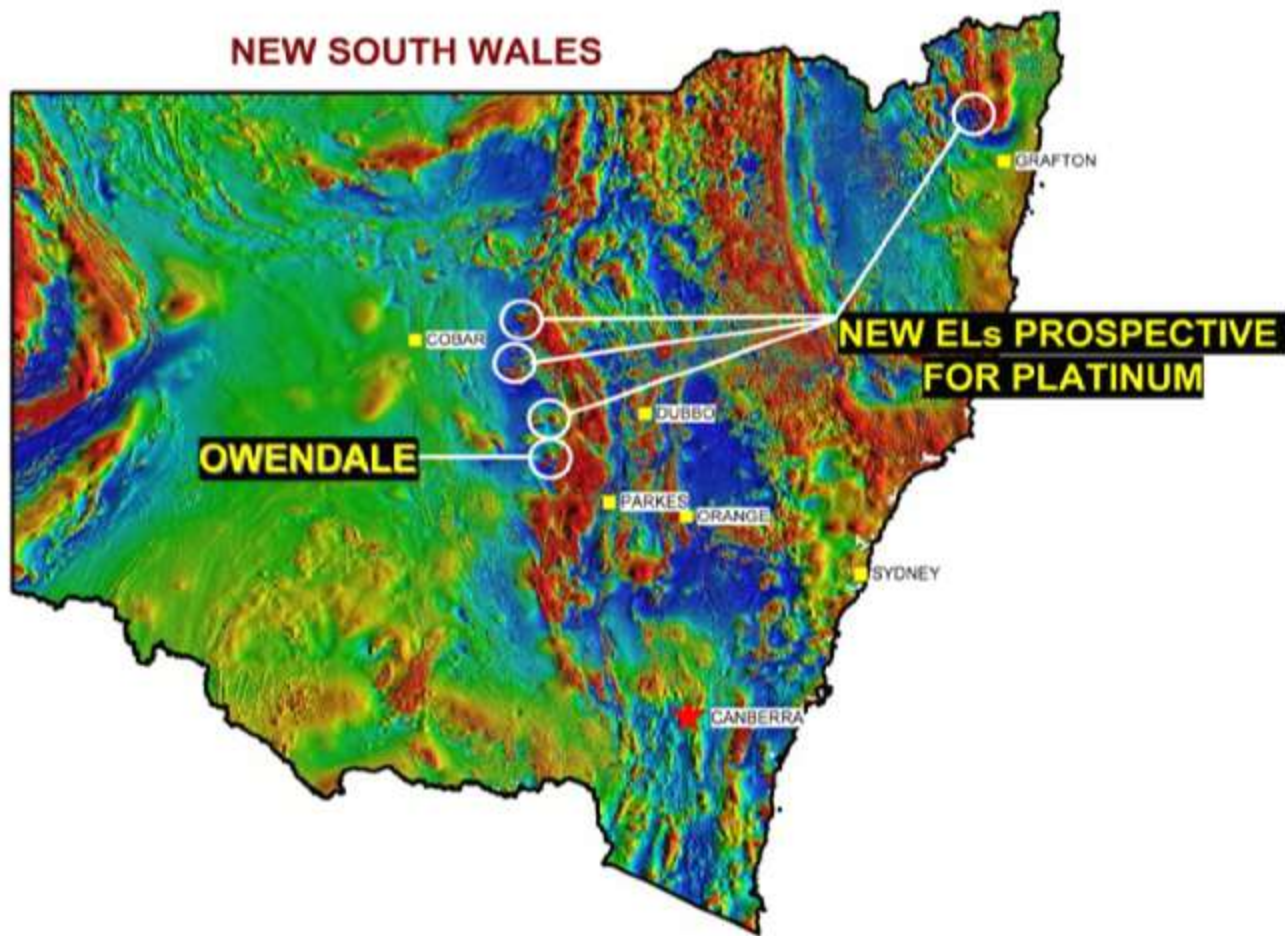 NEW SOUTH WALES
GRAFTON
COBAR
NEW ELs PROSPECTIVE
FOR PLATINUM
DUBBO
OWENDALE
PARKES
ORANGE
SYDNEY
CANBERRA